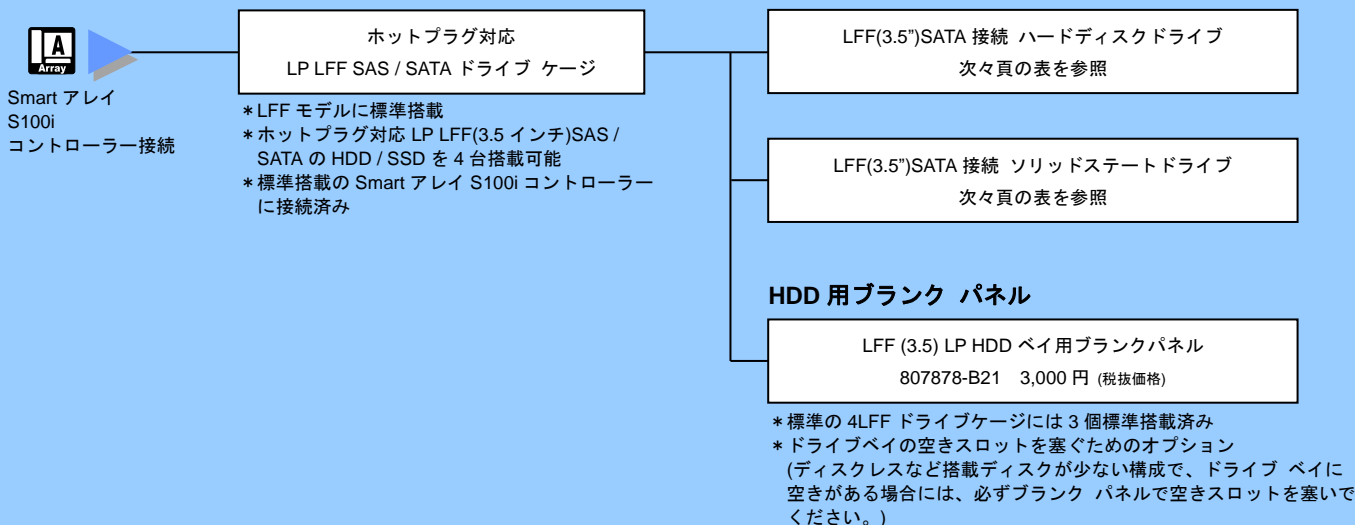 A
Array
Smart アレイ
S100i
コントローラー接続
ホットプラグ対応
LP LFF SAS / SATA ドライブ ケージ
＊LFF モデルに標準搭載
＊ホットプラグ対応 LP LFF(3.5 インチ)SAS /
SATA の HDD / SSD を 4 台搭載可能
＊標準搭載の Smart アレイ S100i コントローラー
に接続済み
LFF(3.5”)SATA 接続 ハードディスクドライブ
次々頁の表を参照
LFF(3.5”)SATA 接続 ソリッドステートドライブ
次々頁の表を参照
HDD 用ブランク パネル
LFF (3.5) LP HDD ベイ用ブランクパネル
807878-B21 3,000 円 (税抜価格)
＊標準の 4LFF ドライブケージには 3 個標準搭載済み
＊ドライブベイの空きスロットを塞ぐためのオプション
(ディスクレスなど搭載ディスクが少ない構成で、ドライブ ベイに
空きがある場合には、必ずブランク パネルで空きスロットを塞いで
ください。)